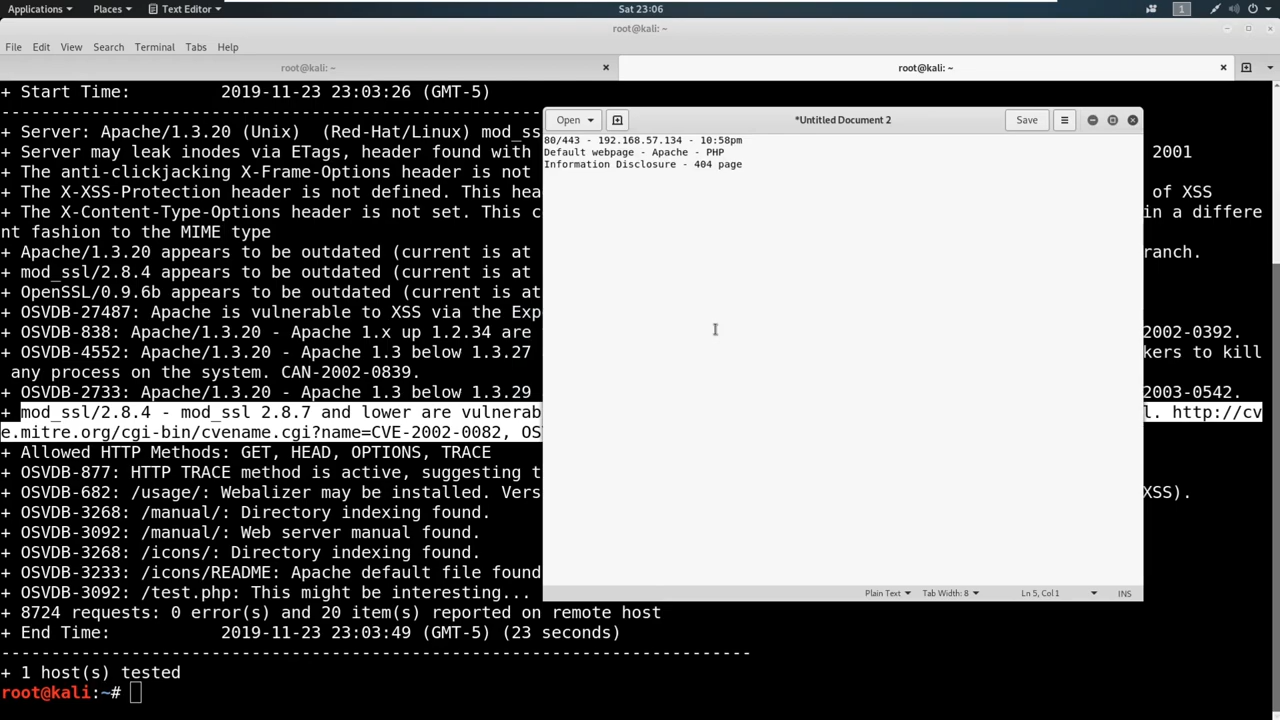 Applications Places Text Editor Sat 23:06 1
root@kali: ~
File Edit View Search Terminal Tabs Help
root@kali: ~ root@kali: ~
+ Start Time: 2019-11-23 23:03:26 (GMT-5)
---------------------------------------------------------------------------
+ Server: Apache/1.3.20 (Unix) (Red-Hat/Linux) mod_ss
+ Server may leak inodes via ETags, header found with 2001
+ The anti-clickjacking X-Frame-Options header is not
+ The X-XSS-Protection header is not defined. This hea of XSS
+ The X-Content-Type-Options header is not set. This c in a differe
nt fashion to the MIME type
+ Apache/1.3.20 appears to be outdated (current is at ranch.
+ mod_ssl/2.8.4 appears to be outdated (current is at
+ OpenSSL/0.9.6b appears to be outdated (current is at
+ OSVDB-27487: Apache is vulnerable to XSS via the Exp
+ OSVDB-838: Apache/1.3.20 - Apache 1.x up 1.2.34 are 2002-0392.
+ OSVDB-4552: Apache/1.3.20 - Apache 1.3 below 1.3.27 kers to kill
any process on the system. CAN-2002-0839.
+ OSVDB-2733: Apache/1.3.20 - Apache 1.3 below 1.3.29 2003-0542.
+ mod_ssl/2.8.4 - mod_ssl 2.8.7 and lower are vulnerab l. http://cv
e.mitre.org/cgi-bin/cvename.cgi?name=CVE-2002-0082, OS
+ Allowed HTTP Methods: GET, HEAD, OPTIONS, TRACE
+ OSVDB-877: HTTP TRACE method is active, suggesting t
+ OSVDB-682: /usage/: Webalizer may be installed. Vers XSS).
+ OSVDB-3268: /manual/: Directory indexing found.
+ OSVDB-3092: /manual/: Web server manual found.
+ OSVDB-3268: /icons/: Directory indexing found.
+ OSVDB-3233: /icons/README: Apache default file found
+ OSVDB-3092: /test.php: This might be interesting...
+ 8724 requests: 0 error(s) and 20 item(s) reported on remote host
+ End Time: 2019-11-23 23:03:49 (GMT-5) (23 seconds)
---------------------------------------------------------------------------
+ 1 host(s) tested
root@kali:~#
Open *Untitled Document 2 Save
80/443 - 192.168.57.134 - 10:58pm
Default webpage - Apache - PHP
Information Disclosure - 404 page
Plain Text Tab Width: 8 Ln 5, Col 1 INS